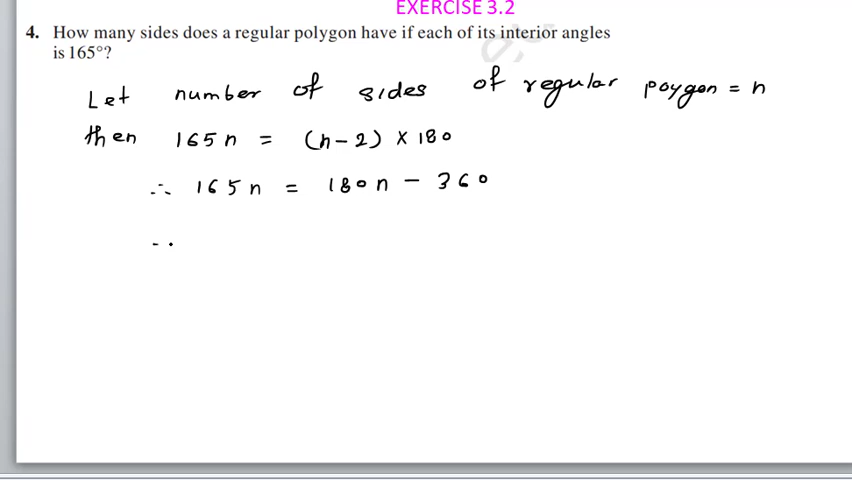 EXERCISE 3.2
4. How many sides does a regular polygon have if each of its interior angles
is 165°?
Let number of sides of regular poygon = n
then 165n = (n-2) × 180
∴ 165n = 180n - 360